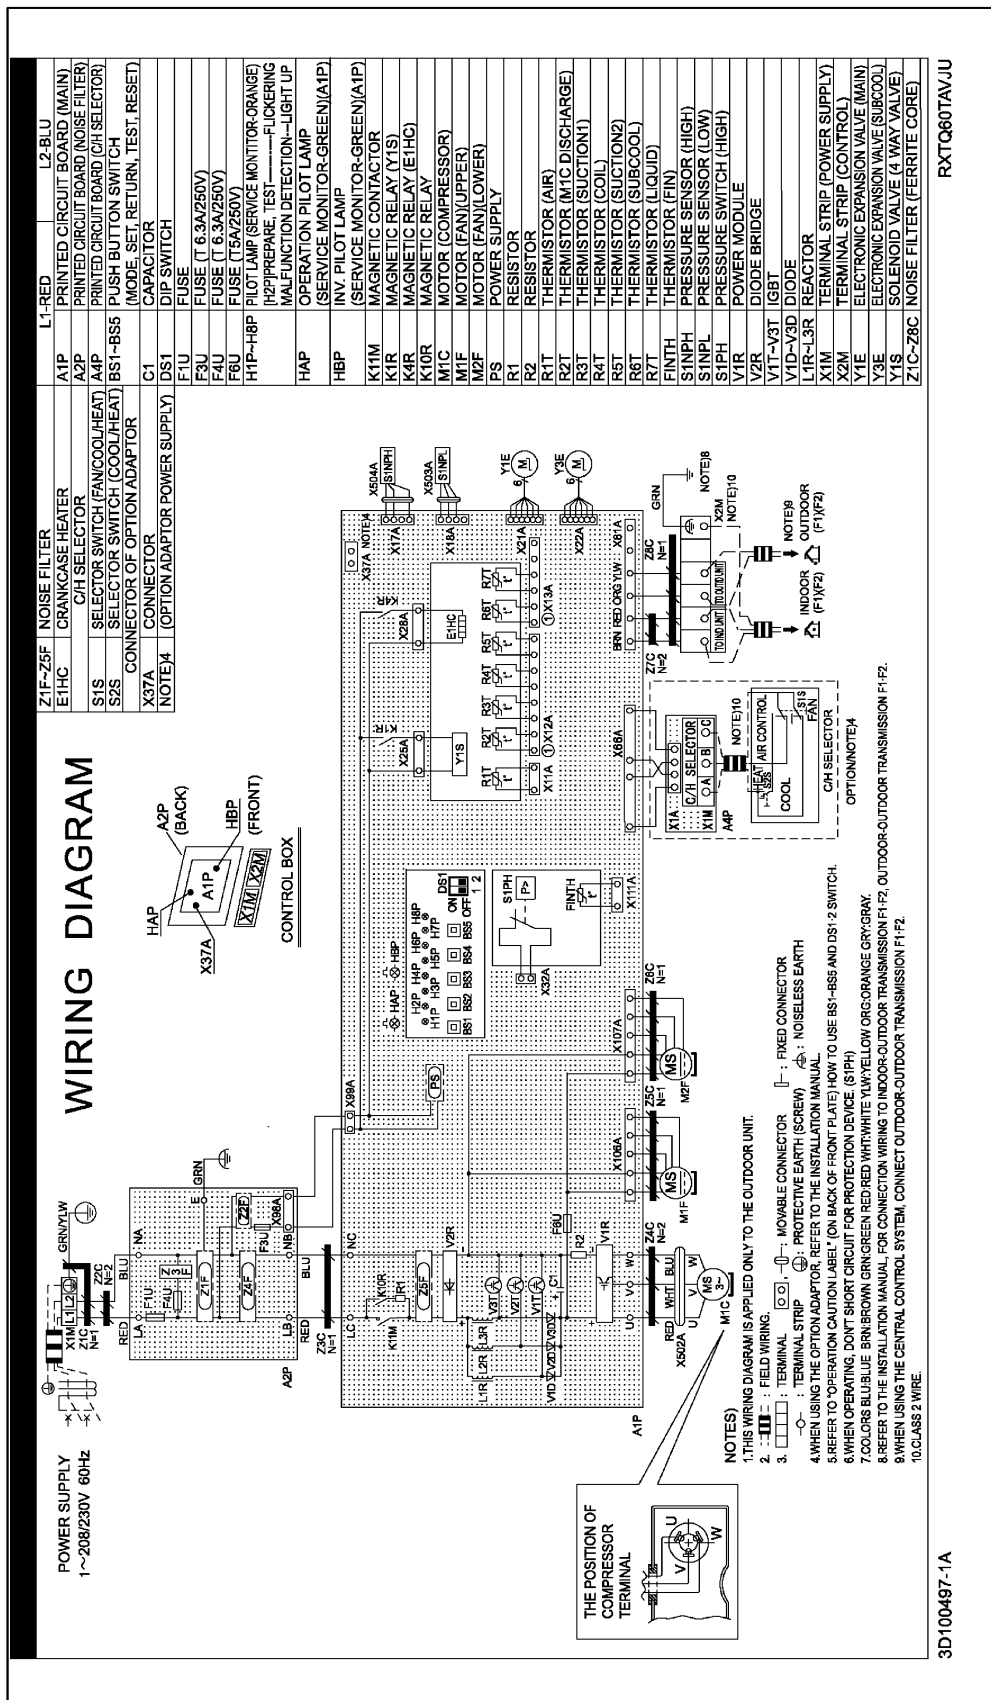 WIRING DIAGRAM
POWER SUPPLY
1~208/230V 60Hz
X1M
L1
L2
GRN/YLW
Z1C
N=1
Z2C
N=2
RED
BLU
LA
NA
F1U
F4U
Z3F
Z1F
E
GRN
Z4F
Z2F
F3U
X98A
LB
NB
A2P
RED
BLU
Z3C
N=1
LC
NC
K1M
K10R
R1
Z5F
V2R
L1R
L2R
L3R
V3T
V2T
V1T
V1D
V2D
V3D
C1
F6U
R2
V1R
U
V
W
A1P
Z4C
N=2
RED
WHT
BLU
X502A
U
V
W
MS
3~
M1C
X106A
Z5C
N=1
MS
M1F
X107A
Z6C
N=1
MS
M2F
X99A
PS
HAP
HBP
H2P H4P H6P H8P
H1P H3P H5P H7P
BS1 BS2 BS3 BS4 BS5
DS1
ON
OFF
1 2
X32A
S1PH
P>
FINTH
t°
X111A
X25A
K1R
Y1S
X28A
K4R
E1HC
X37A NOTE)4
X17A
X504A
S1NPH
X18A
X503A
S1NPL
X21A
6
M
Y1E
X22A
6
M
Y3E
R1T
R2T
R3T
R4T
R5T
R6T
R7T
X11A
X12A
X13A
X66A
X1A
C/H SELECTOR
X1M
A
B
C
A4P
NOTE)10
HEAT
AIR CONTROL
S2S
COOL
S1S
FAN
C/H SELECTOR
OPTION/NOTE)4
X81A
BRN
RED
ORG
YLW
Z7C
N=2
Z8C
N=1
TO IND UNIT
TO OUTD UNIT
X2M
NOTE)10
GRN
NOTE)8
INDOOR
(F1)(F2)
NOTE)9
OUTDOOR
(F1)(F2)
HAP
A2P
(BACK)
HBP
(FRONT)
X37A
A1P
X1M X2M
CONTROL BOX
THE POSITION OF
COMPRESSOR
TERMINAL
U
V
W
NOTES)
1.THIS WIRING DIAGRAM IS APPLIED ONLY TO THE OUTDOOR UNIT.
2. : FIELD WIRING.
3. : TERMINAL : MOVABLE CONNECTOR : FIXED CONNECTOR
: TERMINAL STRIP : PROTECTIVE EARTH (SCREW) : NOISELESS EARTH
4.WHEN USING THE OPTION ADAPTOR, REFER TO THE INSTALLATION MANUAL.
5.REFER TO "OPERATION CAUTION LABEL" (ON BACK OF FRONT PLATE) HOW TO USE BS1~BS5 AND DS1-2 SWITCH.
6.WHEN OPERATING, DON'T SHORT CIRCUIT FOR PROTECTION DEVICE. (S1PH)
7.COLORS BLU:BLUE BRN:BROWN GRN:GREEN RED:RED WHT:WHITE YLW:YELLOW ORG:ORANGE GRY:GRAY.
8.REFER TO THE INSTALLATION MANUAL, FOR CONNECTION WIRING TO INDOOR-OUTDOOR TRANSMISSION F1-F2, OUTDOOR-OUTDOOR TRANSMISSION F1-F2.
9.WHEN USING THE CENTRAL CONTROL SYSTEM, CONNECT OUTDOOR-OUTDOOR TRANSMISSION F1-F2.
10.CLASS 2 WIRE.
Z1F~Z5F NOISE FILTER
E1HC CRANKCASE HEATER
C/H SELECTOR
S1S SELECTOR SWITCH (FAN/COOL/HEAT)
S2S SELECTOR SWITCH (COOL/HEAT)
CONNECTOR OF OPTION ADAPTOR
X37A CONNECTOR
NOTE)4 (OPTION ADAPTOR POWER SUPPLY)
L1-RED L2-BLU
A1P PRINTED CIRCUIT BOARD (MAIN)
A2P PRINTED CIRCUIT BOARD (NOISE FILTER)
A4P PRINTED CIRCUIT BOARD (C/H SELECTOR)
BS1~BS5 PUSH BUTTON SWITCH
(MODE, SET, RETURN, TEST, RESET)
C1 CAPACITOR
DS1 DIP SWITCH
F1U FUSE
F3U FUSE (T 6.3A/250V)
F4U FUSE (T 6.3A/250V)
F6U FUSE (T5A/250V)
H1P~H8P PILOT LAMP (SERVICE MONTITOR-ORANGE)
[H2P]PREPARE, TEST----------FLICKERING
MALFUNCTION DETECTION---LIGHT UP
HAP OPERATION PILOT LAMP
(SERVICE MONITOR-GREEN)(A1P)
HBP INV. PILOT LAMP
(SERVICE MONITOR-GREEN)(A1P)
K11M MAGNETIC CONTACTOR
K1R MAGNETIC RELAY (Y1S)
K4R MAGNETIC RELAY (E1HC)
K10R MAGNETIC RELAY
M1C MOTOR (COMPRESSOR)
M1F MOTOR (FAN)(UPPER)
M2F MOTOR (FAN)(LOWER)
PS POWER SUPPLY
R1 RESISTOR
R2 RESISTOR
R1T THERMISTOR (AIR)
R2T THERMISTOR (M1C DISCHARGE)
R3T THERMISTOR (SUCTION1)
R4T THERMISTOR (COIL)
R5T THERMISTOR (SUCTION2)
R6T THERMISTOR (SUBCOOL)
R7T THERMISTOR (LIQUID)
FINTH THERMISTOR (FIN)
S1NPH PRESSURE SENSOR (HIGH)
S1NPL PRESSURE SENSOR (LOW)
S1PH PRESSURE SWITCH (HIGH)
V1R POWER MODULE
V2R DIODE BRIDGE
V1T~V3T IGBT
V1D~V3D DIODE
L1R~L3R REACTOR
X1M TERMINAL STRIP (POWER SUPPLY)
X2M TERMINAL STRIP (CONTROL)
Y1E ELECTRONIC EXPANSION VALVE (MAIN)
Y3E ELECTRONIC EXPANSION VALVE (SUBCOOL)
Y1S SOLENOID VALVE (4 WAY VALVE)
Z1C~Z8C NOISE FILTER (FERRITE CORE)
3D100497-1A
RXTQ60TAVJU